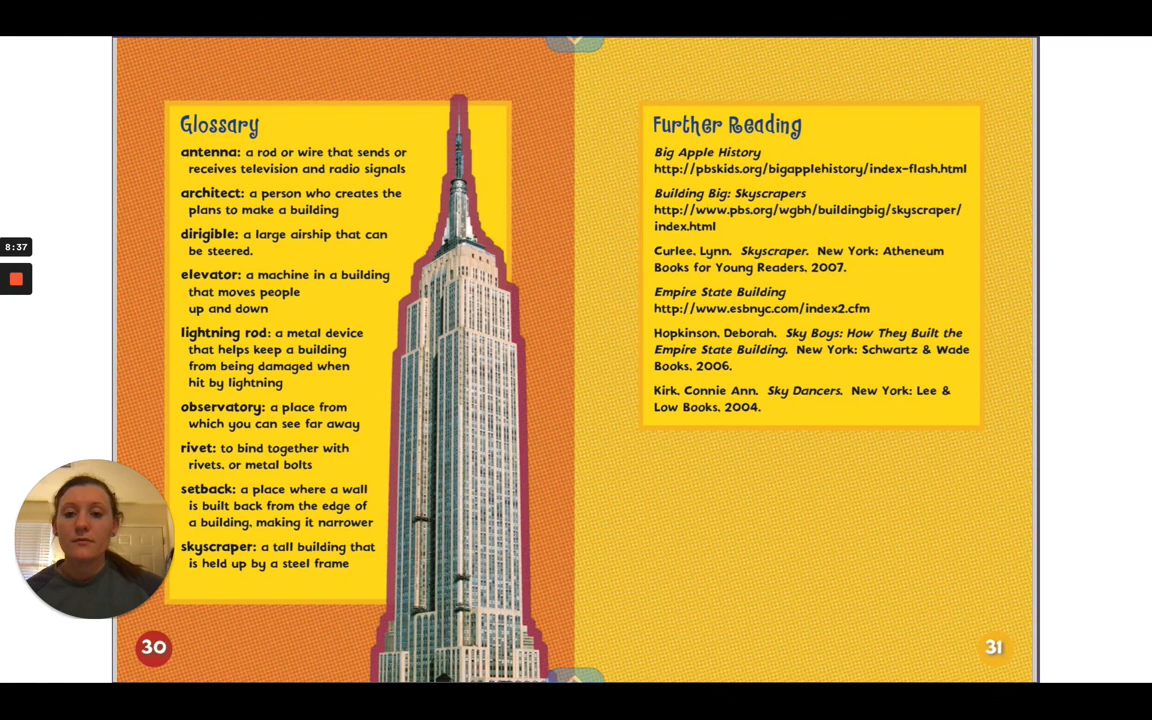 Glossary
antenna: a rod or wire that sends or
receives television and radio signals
architect: a person who creates the
plans to make a building
dirigible: a large airship that can
be steered.
elevator: a machine in a building
that moves people
up and down
lightning rod: a metal device
that helps keep a building
from being damaged when
hit by lightning
observatory: a place from
which you can see far away
rivet: to bind together with
rivets, or metal bolts
setback: a place where a wall
is built back from the edge of
a building, making it narrower
skyscraper: a tall building that
is held up by a steel frame
30
Further Reading
Big Apple History
http://pbskids.org/bigapplehistory/index-flash.html
Building Big: Skyscrapers
http://www.pbs.org/wgbh/buildingbig/skyscraper/
index.html
Curlee, Lynn. Skyscraper. New York: Atheneum
Books for Young Readers, 2007.
Empire State Building
http://www.esbnyc.com/index2.cfm
Hopkinson, Deborah. Sky Boys: How They Built the
Empire State Building. New York: Schwartz & Wade
Books, 2006.
Kirk, Connie Ann. Sky Dancers. New York: Lee &
Low Books, 2004.
31
8:37